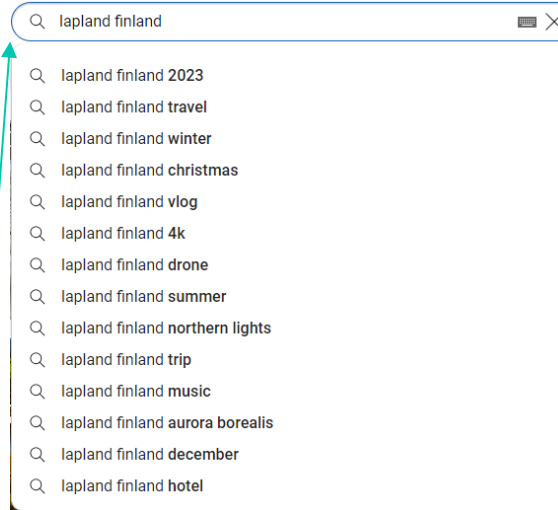 lapland finland
lapland finland 2023
lapland finland travel
lapland finland winter
lapland finland christmas
lapland finland vlog
lapland finland 4k
lapland finland drone
lapland finland summer
lapland finland northern lights
lapland finland trip
lapland finland music
lapland finland aurora borealis
lapland finland december
lapland finland hotel